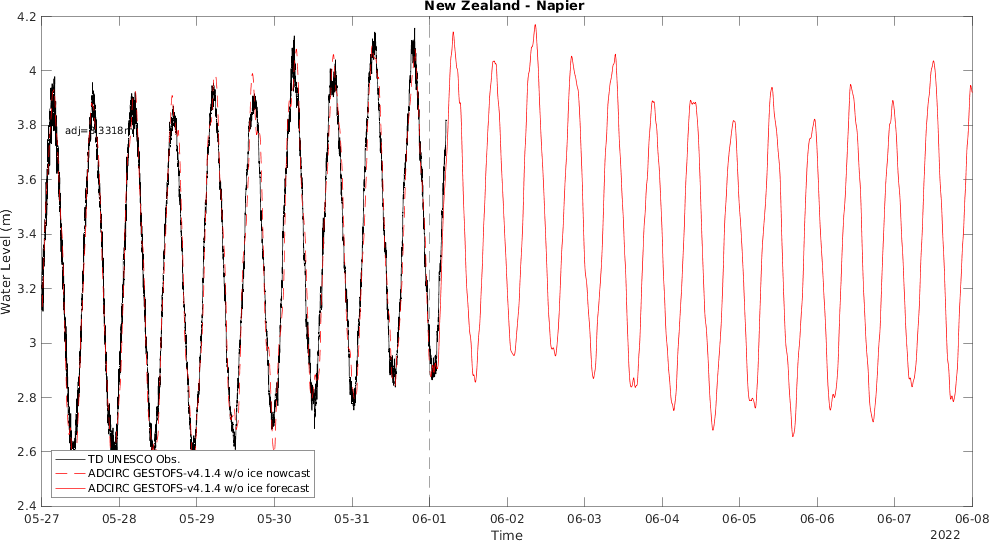 New Zealand - Napier
4.2
4
3.8
3.6
3.4
3.2
3
2.8
2.6
2.4
Water Level (m)
TD UNESCO Obs.
ADCIRC GESTOFS-v4.1.4 w/o ice nowcast
ADCIRC GESTOFS-v4.1.4 w/o ice forecast
05-27 05-28 05-29 05-30 05-31 06-01 06-02 06-03 06-04 06-05 06-06 06-07 06-08
Time
2022